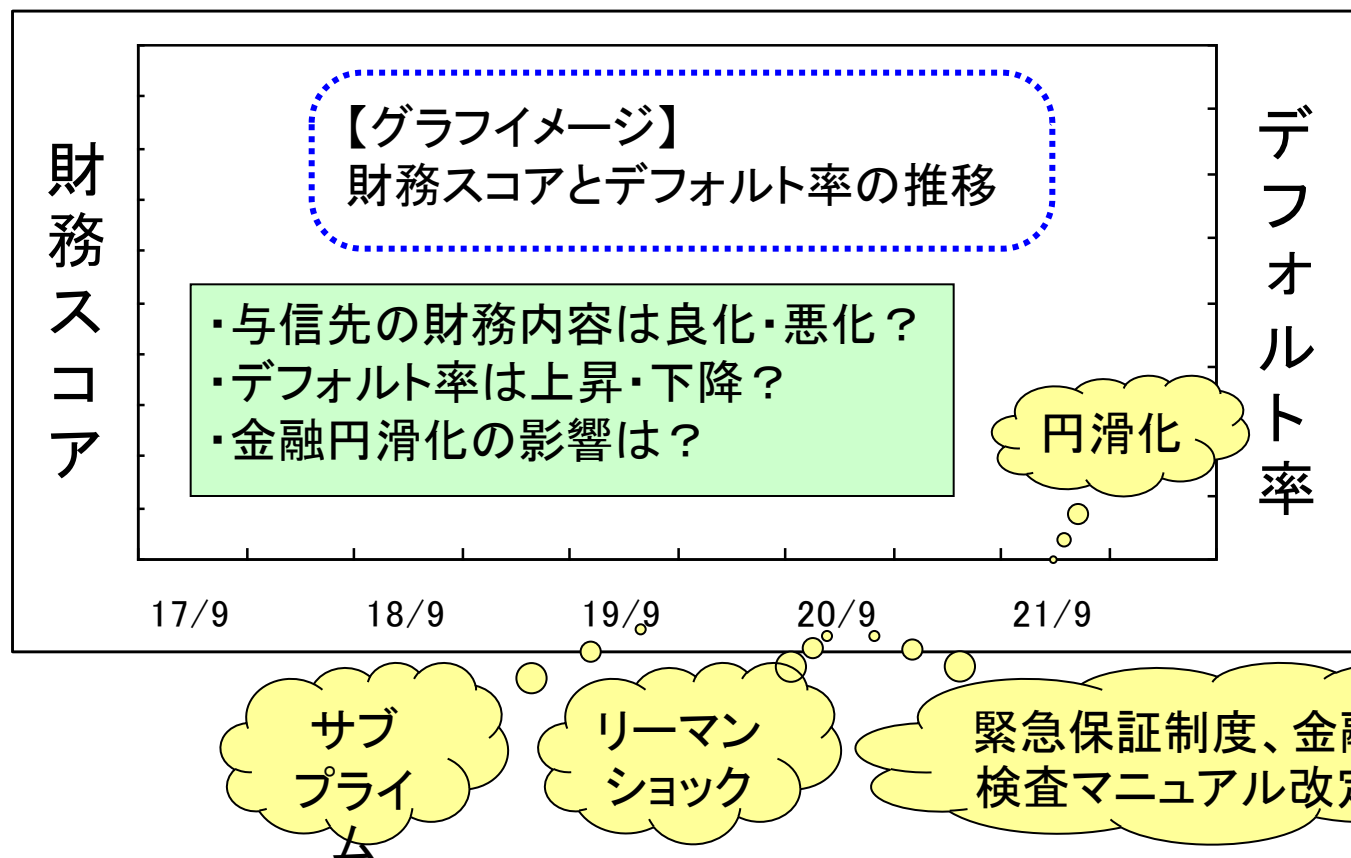 【グラフイメージ】
財務スコアとデフォルト率の推移
財務スコア
デフォルト率
・与信先の財務内容は良化・悪化？
・デフォルト率は上昇・下降？
・金融円滑化の影響は？
円滑化
17/9 18/9 19/9 20/9 21/9
サブ
プライ
ム
リーマン
ショック
緊急保証制度、金融
検査マニュアル改定